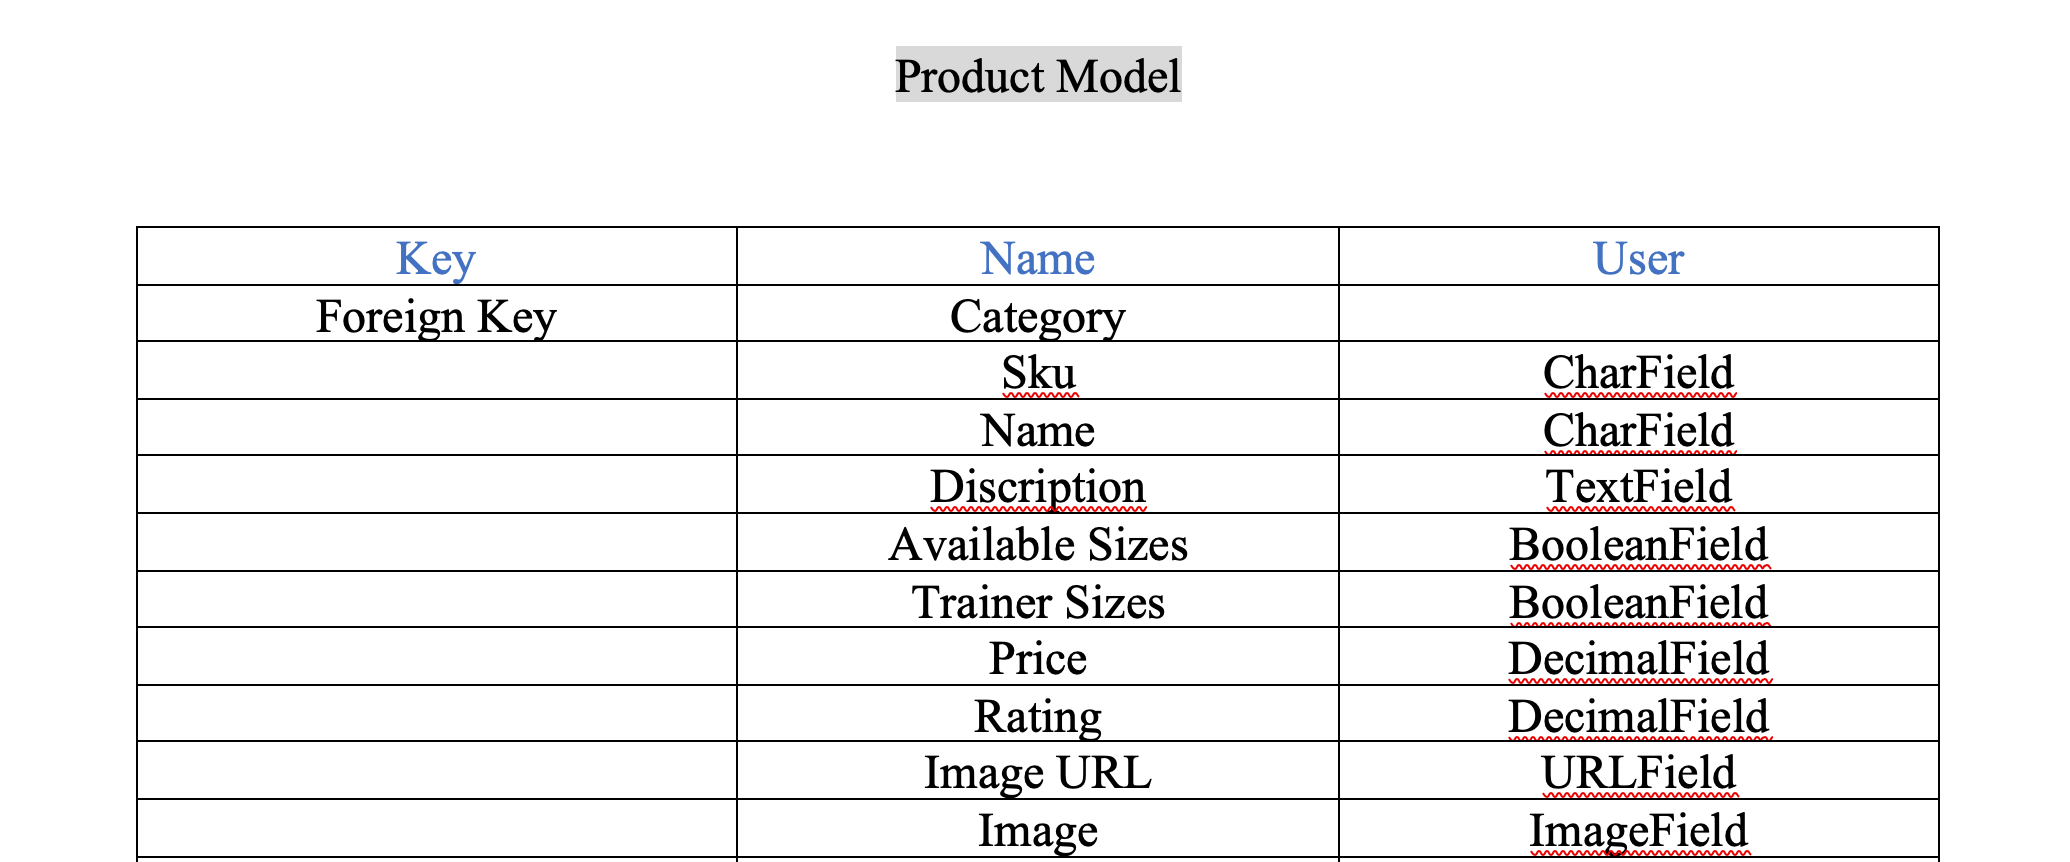 Product Model
Key Name User
Foreign Key Category
Sku CharField
Name CharField
Discription TextField
Available Sizes BooleanField
Trainer Sizes BooleanField
Price DecimalField
Rating DecimalField
Image URL URLField
Image ImageField